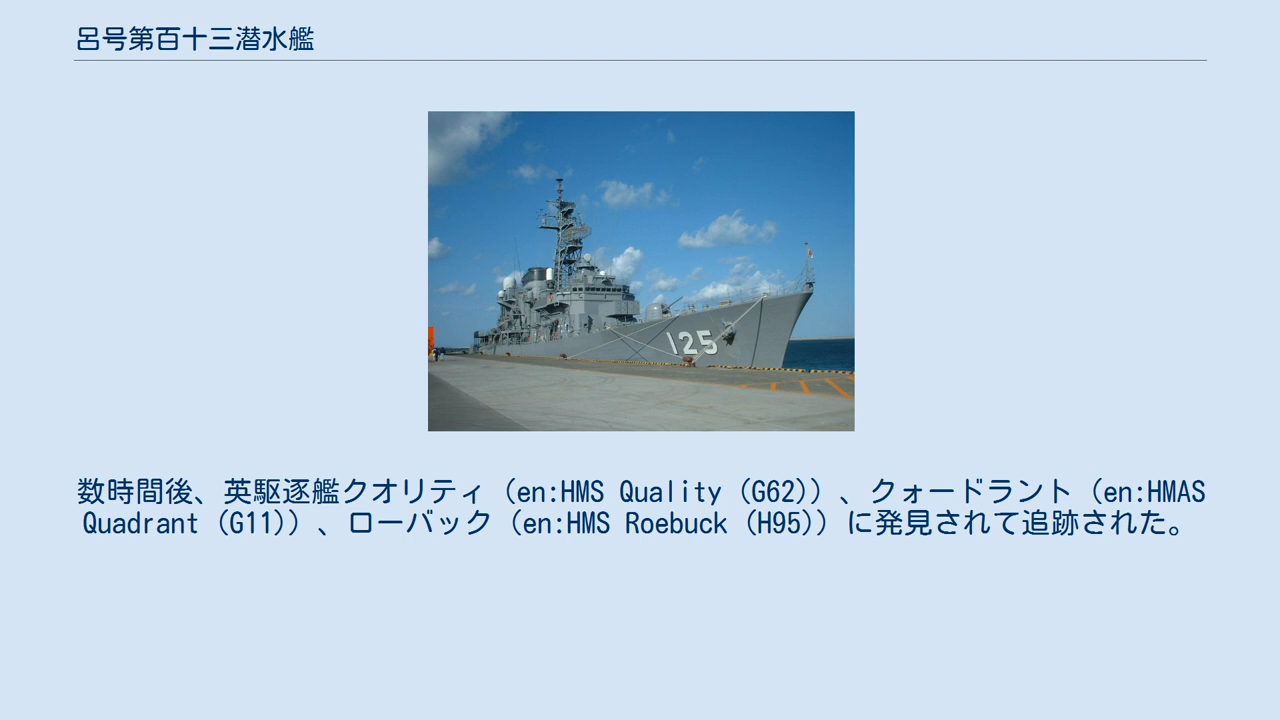 呂号第百十三潜水艦
125
数時間後、英駆逐艦クオリティ（en:HMS Quality (G62)）、クォードラント（en:HMAS
Quadrant (G11)）、ローバック（en:HMS Roebuck (H95)）に発見されて追跡された。